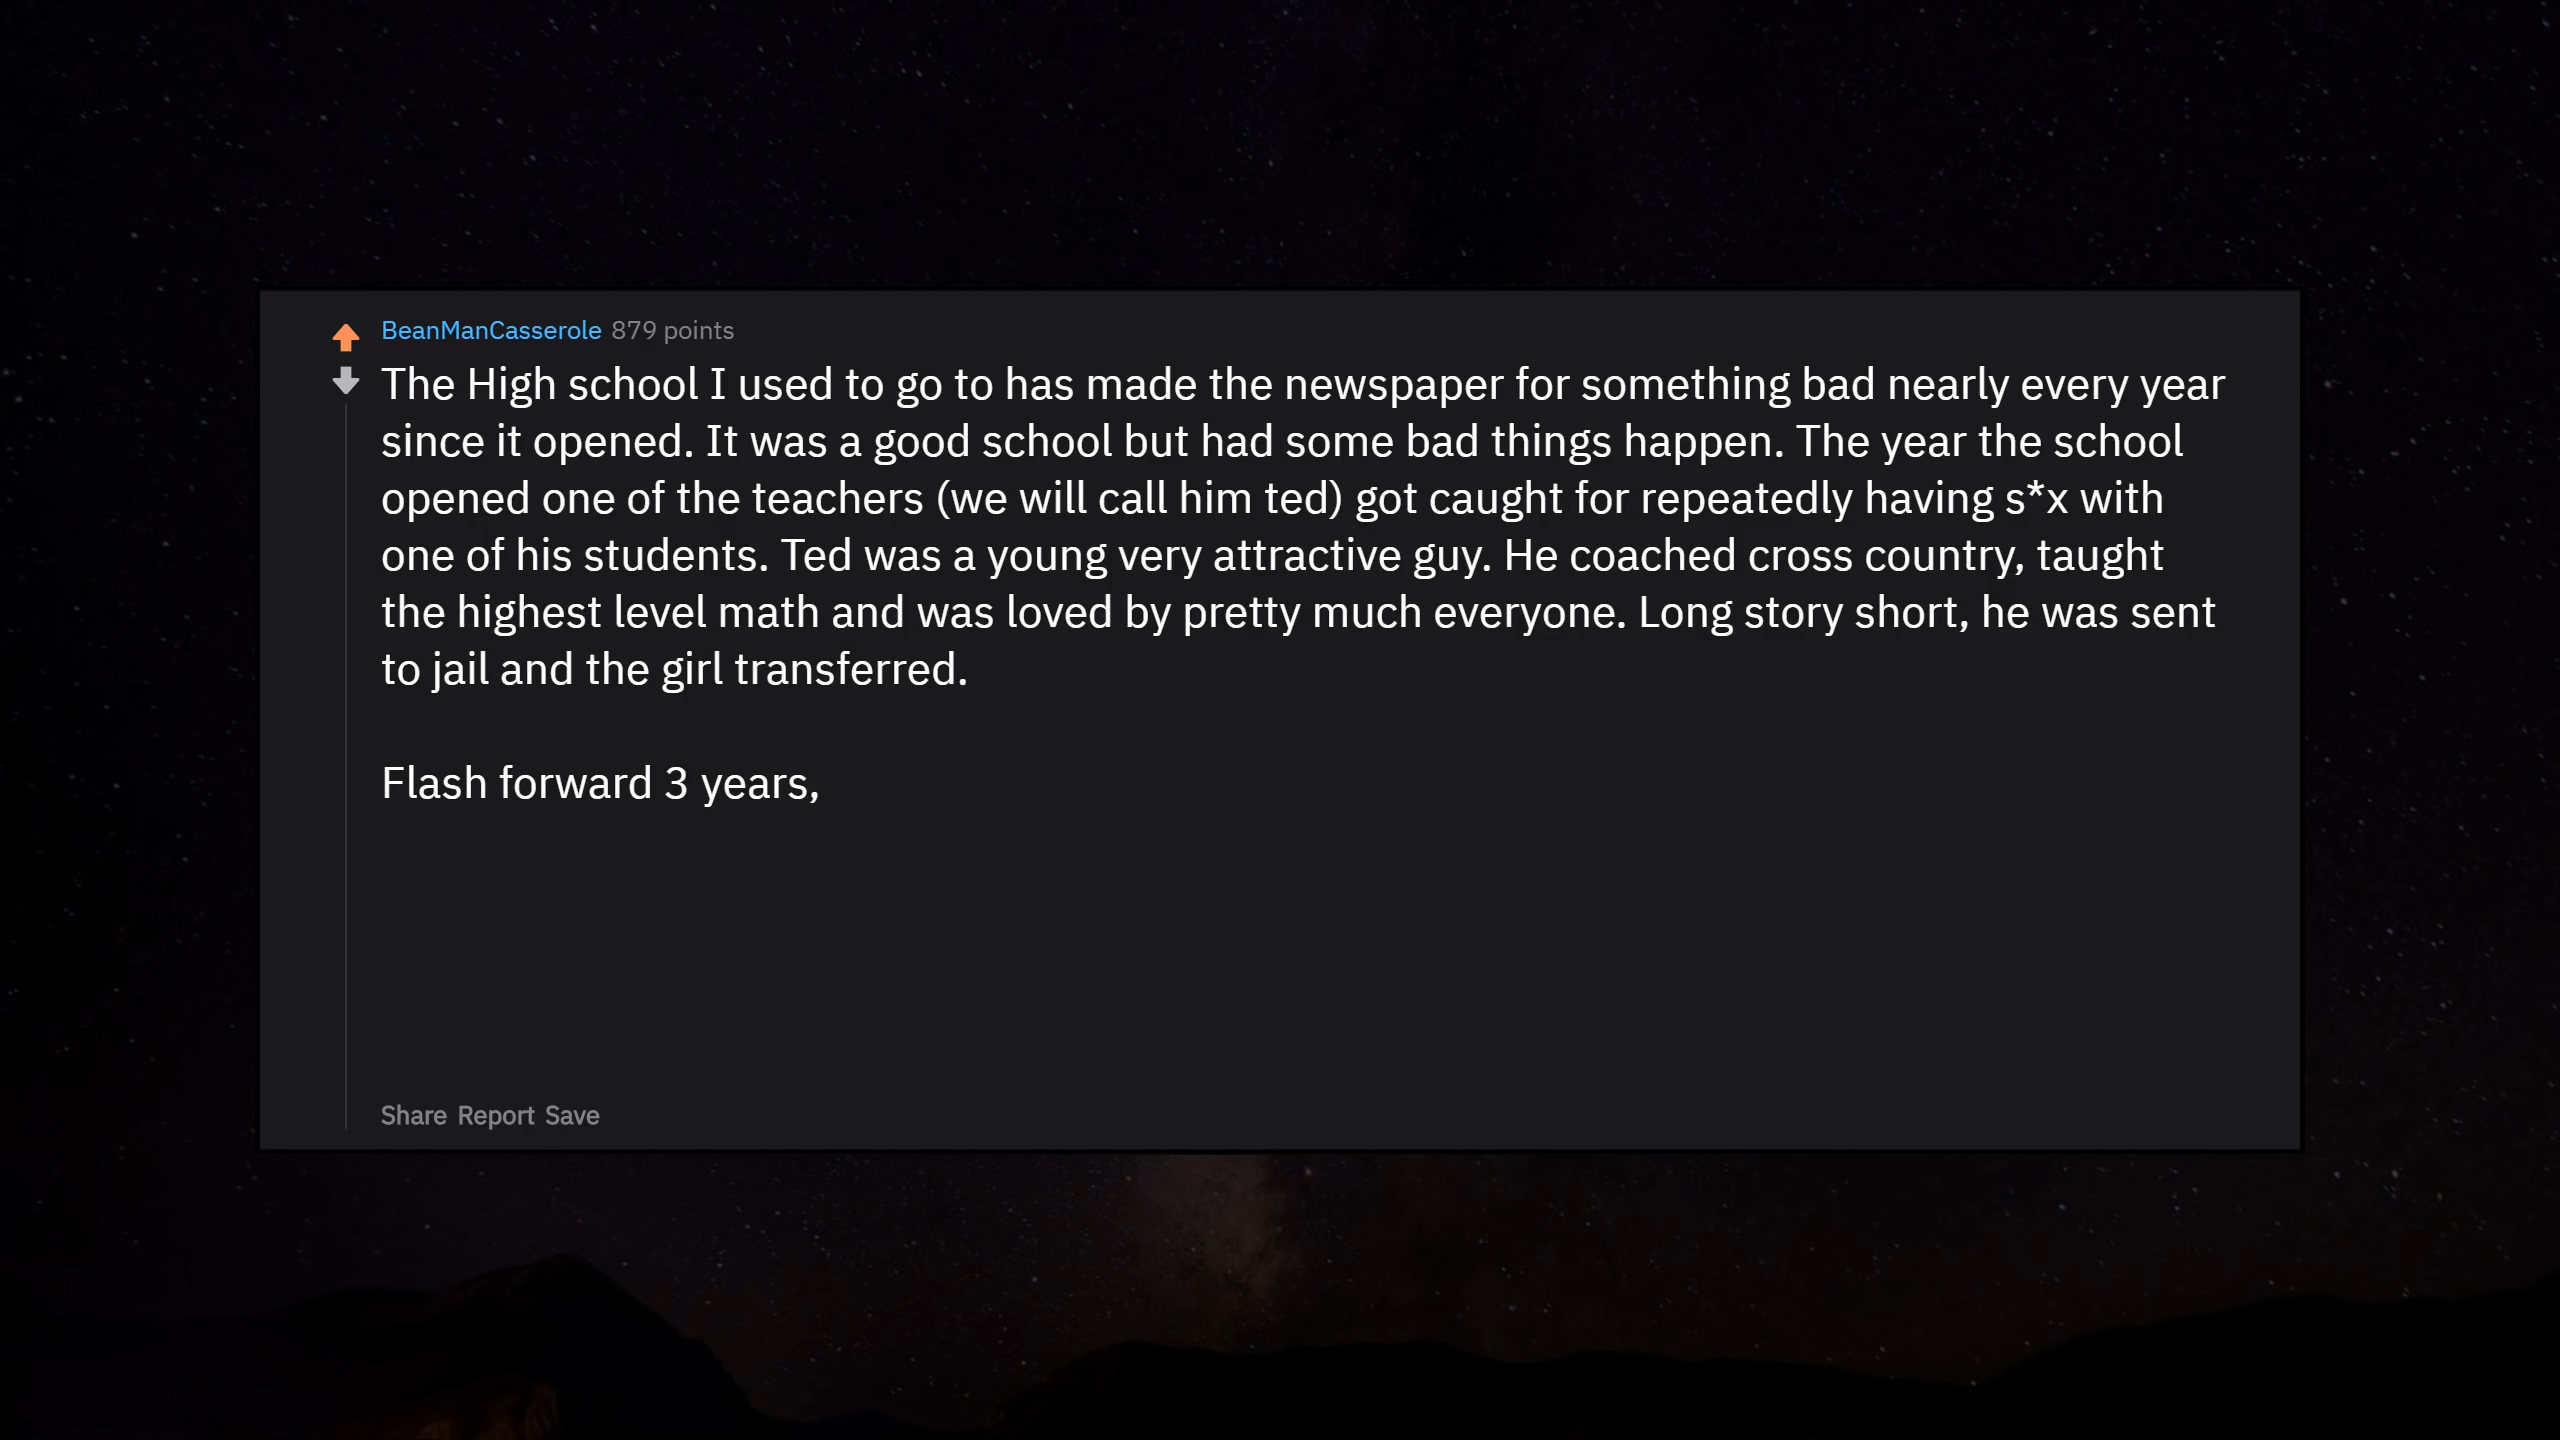 BeanManCasserole 879 points
The High school I used to go to has made the newspaper for something bad nearly every year
since it opened. It was a good school but had some bad things happen. The year the school
opened one of the teachers (we will call him ted) got caught for repeatedly having s*x with
one of his students. Ted was a young very attractive guy. He coached cross country, taught
the highest level math and was loved by pretty much everyone. Long story short, he was sent
to jail and the girl transferred.
Flash forward 3 years,
Share Report Save